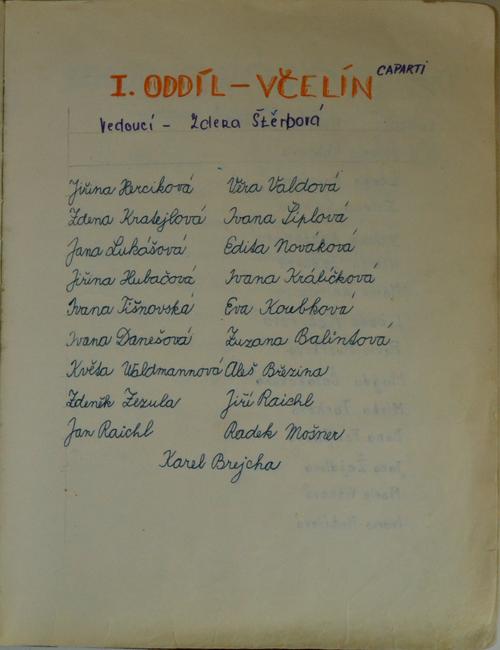 I. ODDÍL – VČELÍN CAPARTI
Vedoucí – Zdena Štěrbová
Jiřina Hrciková Věra Valdová
Zdena Kratejlová Ivana Šiplová
Jana Lukášová Edita Nováková
Jiřina Hubačová Ivana Králíčková
Ivana Tišnovská Eva Koubková
Ivana Danešová Zuzana Balintová
Květa Waldmannová Aleš Březina
Zdeněk Zezula Jiří Raichl
Jan Raichl Radek Mošner
Karel Brejcha